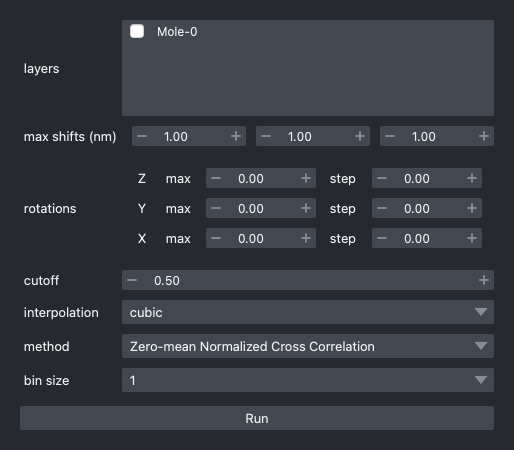 Mole-0
layers
max shifts (nm) 1.00 1.00 1.00
Z max 0.00 step 0.00
rotations Y max 0.00 step 0.00
X max 0.00 step 0.00
cutoff 0.50
interpolation cubic
method Zero-mean Normalized Cross Correlation
bin size 1
Run